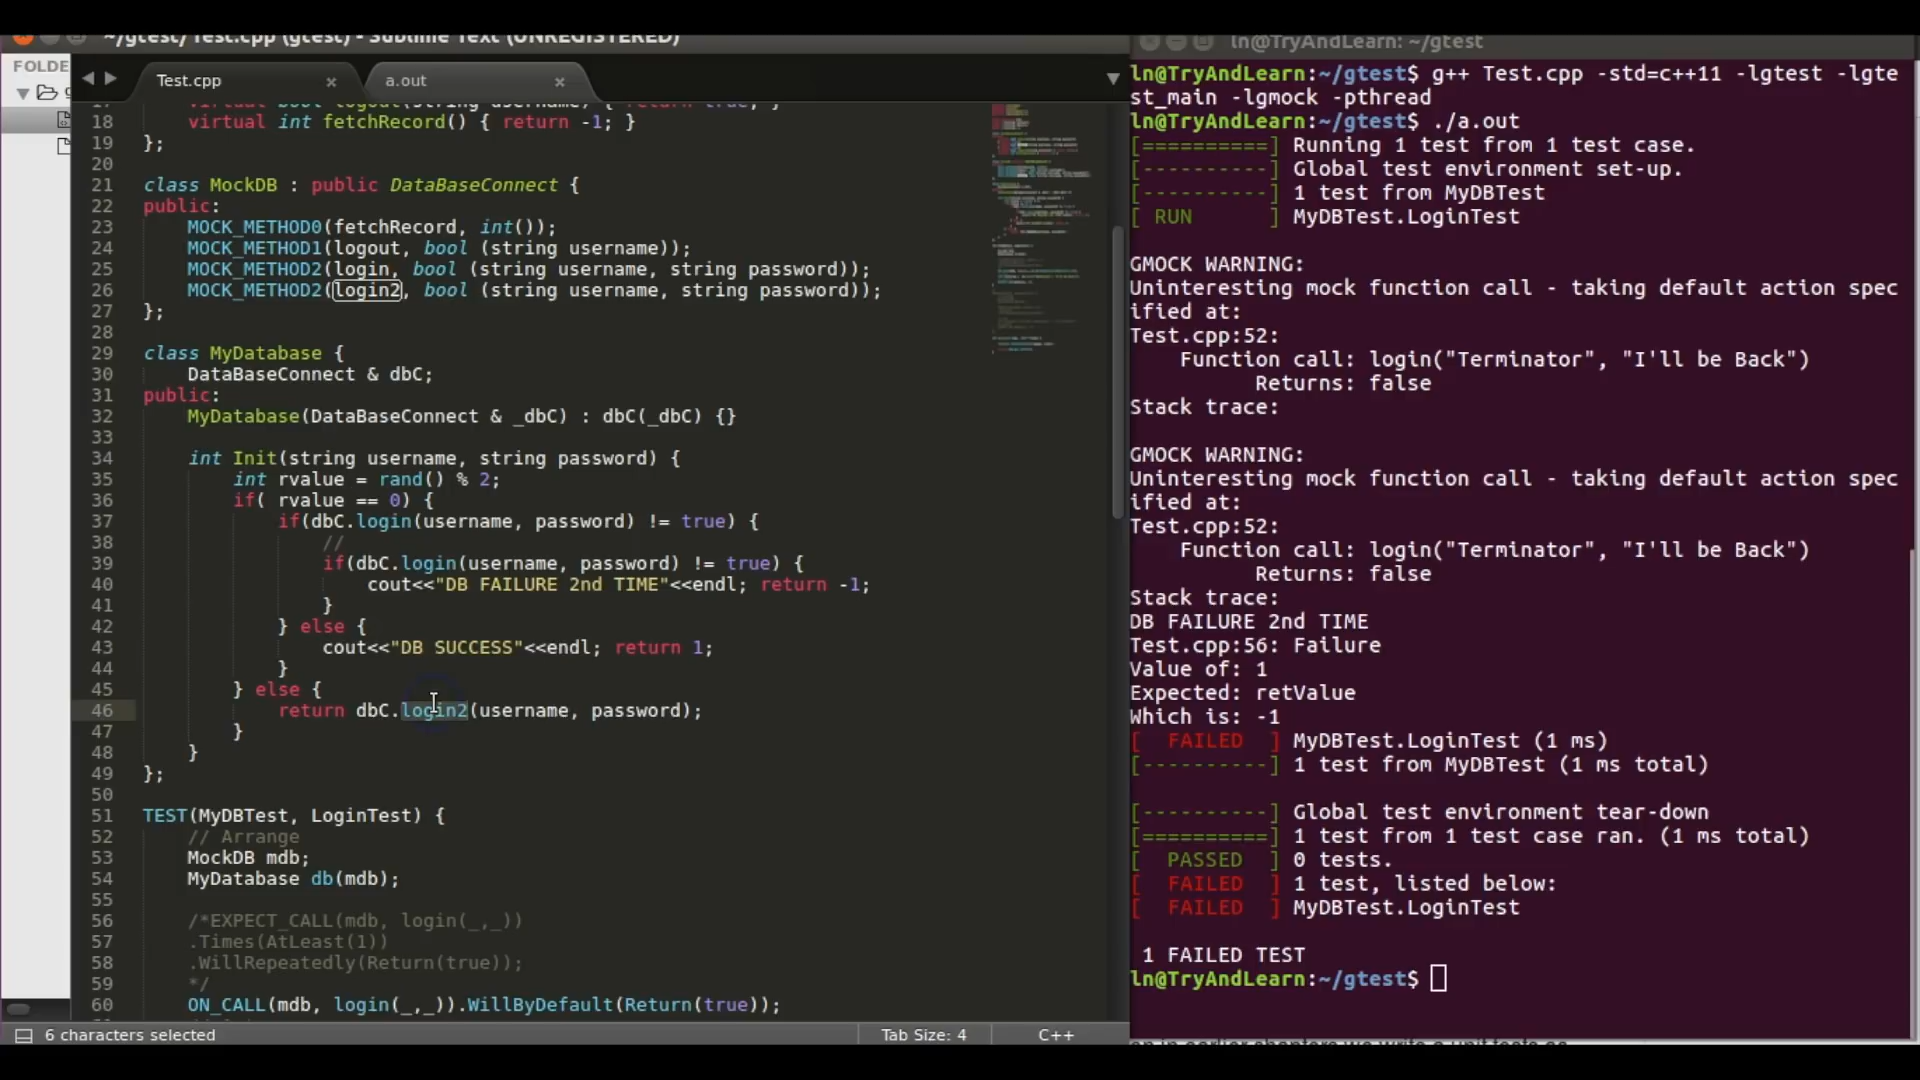 ~/gtest/Test.cpp (gtest) - Sublime Text (UNREGISTERED)
FOLDE
Test.cpp
a.out
17 virtual bool logout(string username) { return true; }
18 virtual int fetchRecord() { return -1; }
19 };
20
21 class MockDB : public DataBaseConnect {
22 public:
23 MOCK_METHOD0(fetchRecord, int());
24 MOCK_METHOD1(logout, bool (string username));
25 MOCK_METHOD2(login, bool (string username, string password));
26 MOCK_METHOD2(login2, bool (string username, string password));
27 };
28
29 class MyDatabase {
30 DataBaseConnect & dbC;
31 public:
32 MyDatabase(DataBaseConnect & _dbC) : dbC(_dbC) {}
33
34 int Init(string username, string password) {
35 int rvalue = rand() % 2;
36 if( rvalue == 0) {
37 if(dbC.login(username, password) != true) {
38 //
39 if(dbC.login(username, password) != true) {
40 cout<<"DB FAILURE 2nd TIME"<<endl; return -1;
41 }
42 } else {
43 cout<<"DB SUCCESS"<<endl; return 1;
44 }
45 } else {
46 return dbC.login2(username, password);
47 }
48 }
49 };
50
51 TEST(MyDBTest, LoginTest) {
52 // Arrange
53 MockDB mdb;
54 MyDatabase db(mdb);
55
56 /*EXPECT_CALL(mdb, login(_,_))
57 .Times(AtLeast(1))
58 .WillRepeatedly(Return(true));
59 */
60 ON_CALL(mdb, login(_,_)).WillByDefault(Return(true));
6 characters selected
Tab Size: 4
C++
ln@TryAndLearn: ~/gtest
ln@TryAndLearn:~/gtest$ g++ Test.cpp -std=c++11 -lgtest -lgte
st_main -lgmock -pthread
ln@TryAndLearn:~/gtest$ ./a.out
[==========] Running 1 test from 1 test case.
[----------] Global test environment set-up.
[----------] 1 test from MyDBTest
[ RUN      ] MyDBTest.LoginTest
GMOCK WARNING:
Uninteresting mock function call - taking default action spec
ified at:
Test.cpp:52:
Function call: login("Terminator", "I'll be Back")
Returns: false
Stack trace:
GMOCK WARNING:
Uninteresting mock function call - taking default action spec
ified at:
Test.cpp:52:
Function call: login("Terminator", "I'll be Back")
Returns: false
Stack trace:
DB FAILURE 2nd TIME
Test.cpp:56: Failure
Value of: 1
Expected: retValue
Which is: -1
[  FAILED  ] MyDBTest.LoginTest (1 ms)
[----------] 1 test from MyDBTest (1 ms total)
[----------] Global test environment tear-down
[==========] 1 test from 1 test case ran. (1 ms total)
[  PASSED  ] 0 tests.
[  FAILED  ] 1 test, listed below:
[  FAILED  ] MyDBTest.LoginTest
1 FAILED TEST
ln@TryAndLearn:~/gtest$